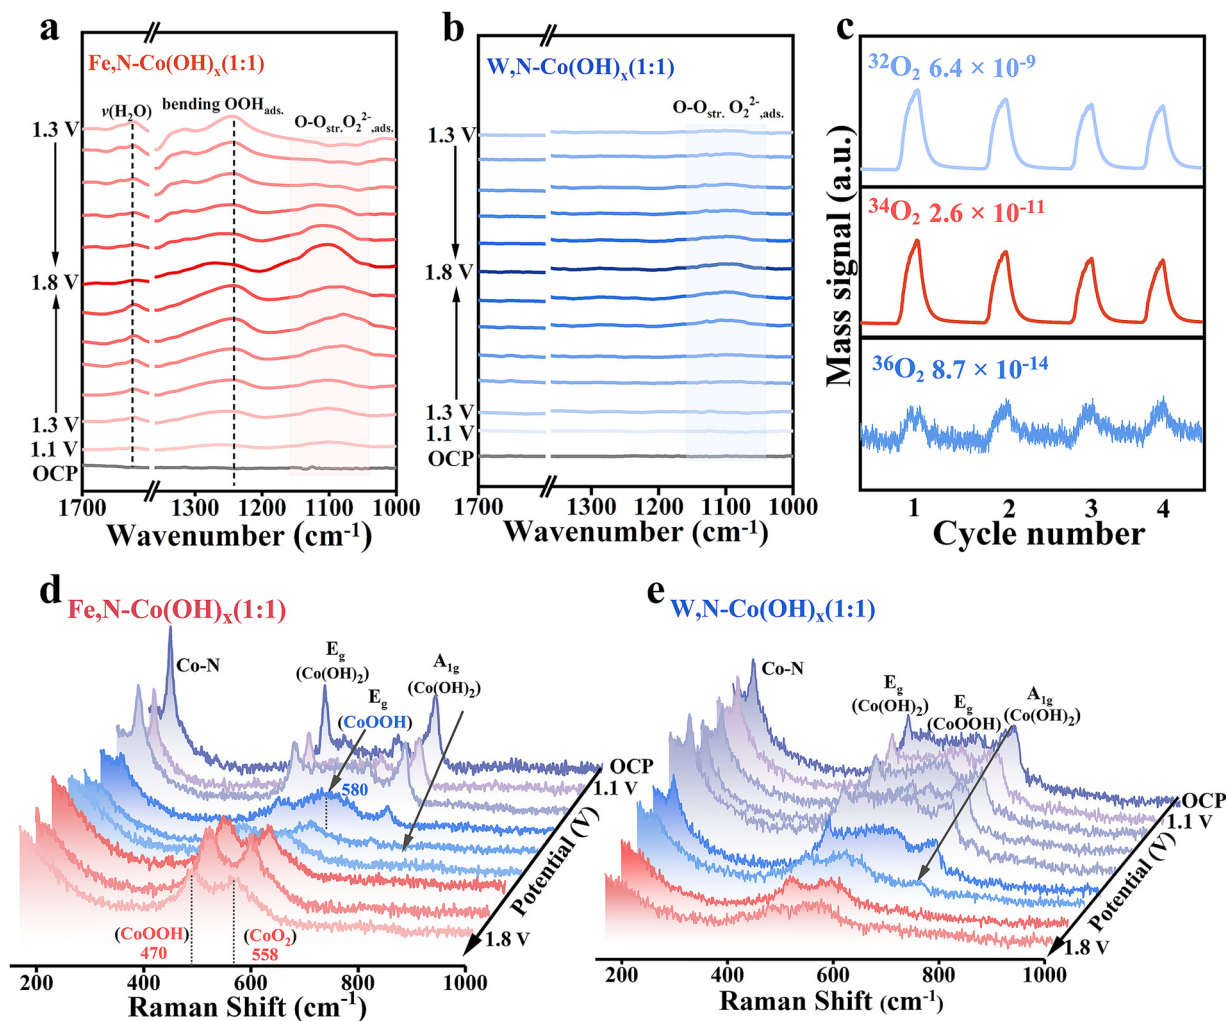 a
Fe,N-Co(OH)x(1:1)
ν(H2O)
bending OOHads.
O-Ostr. O2^2-,ads.
1.3 V
1.8 V
1.3 V
1.1 V
OCP
1700 1300 1200 1100 1000
Wavenumber (cm-1)
b
W,N-Co(OH)x(1:1)
O-Ostr. O2^2-,ads.
1.3 V
1.8 V
1.3 V
1.1 V
OCP
1700 1300 1200 1100 1000
Wavenumber (cm-1)
c
32O2 6.4 × 10-9
34O2 2.6 × 10-11
36O2 8.7 × 10-14
Mass signal (a.u.)
1 2 3 4
Cycle number
d
Fe,N-Co(OH)x(1:1)
Co-N
Eg
(Co(OH)2)
Eg
(CoOOH)
A1g
(Co(OH)2)
580
OCP
1.1 V
Potential (V)
1.8 V
(CoOOH)
470
(CoO2)
558
200 400 600 800 1000
Raman Shift (cm-1)
e
W,N-Co(OH)x(1:1)
Co-N
Eg
(Co(OH)2)
Eg
(CoOOH)
A1g
(Co(OH)2)
OCP
1.1 V
Potential (V)
1.8 V
200 400 600 800 1000
Raman Shift (cm-1)